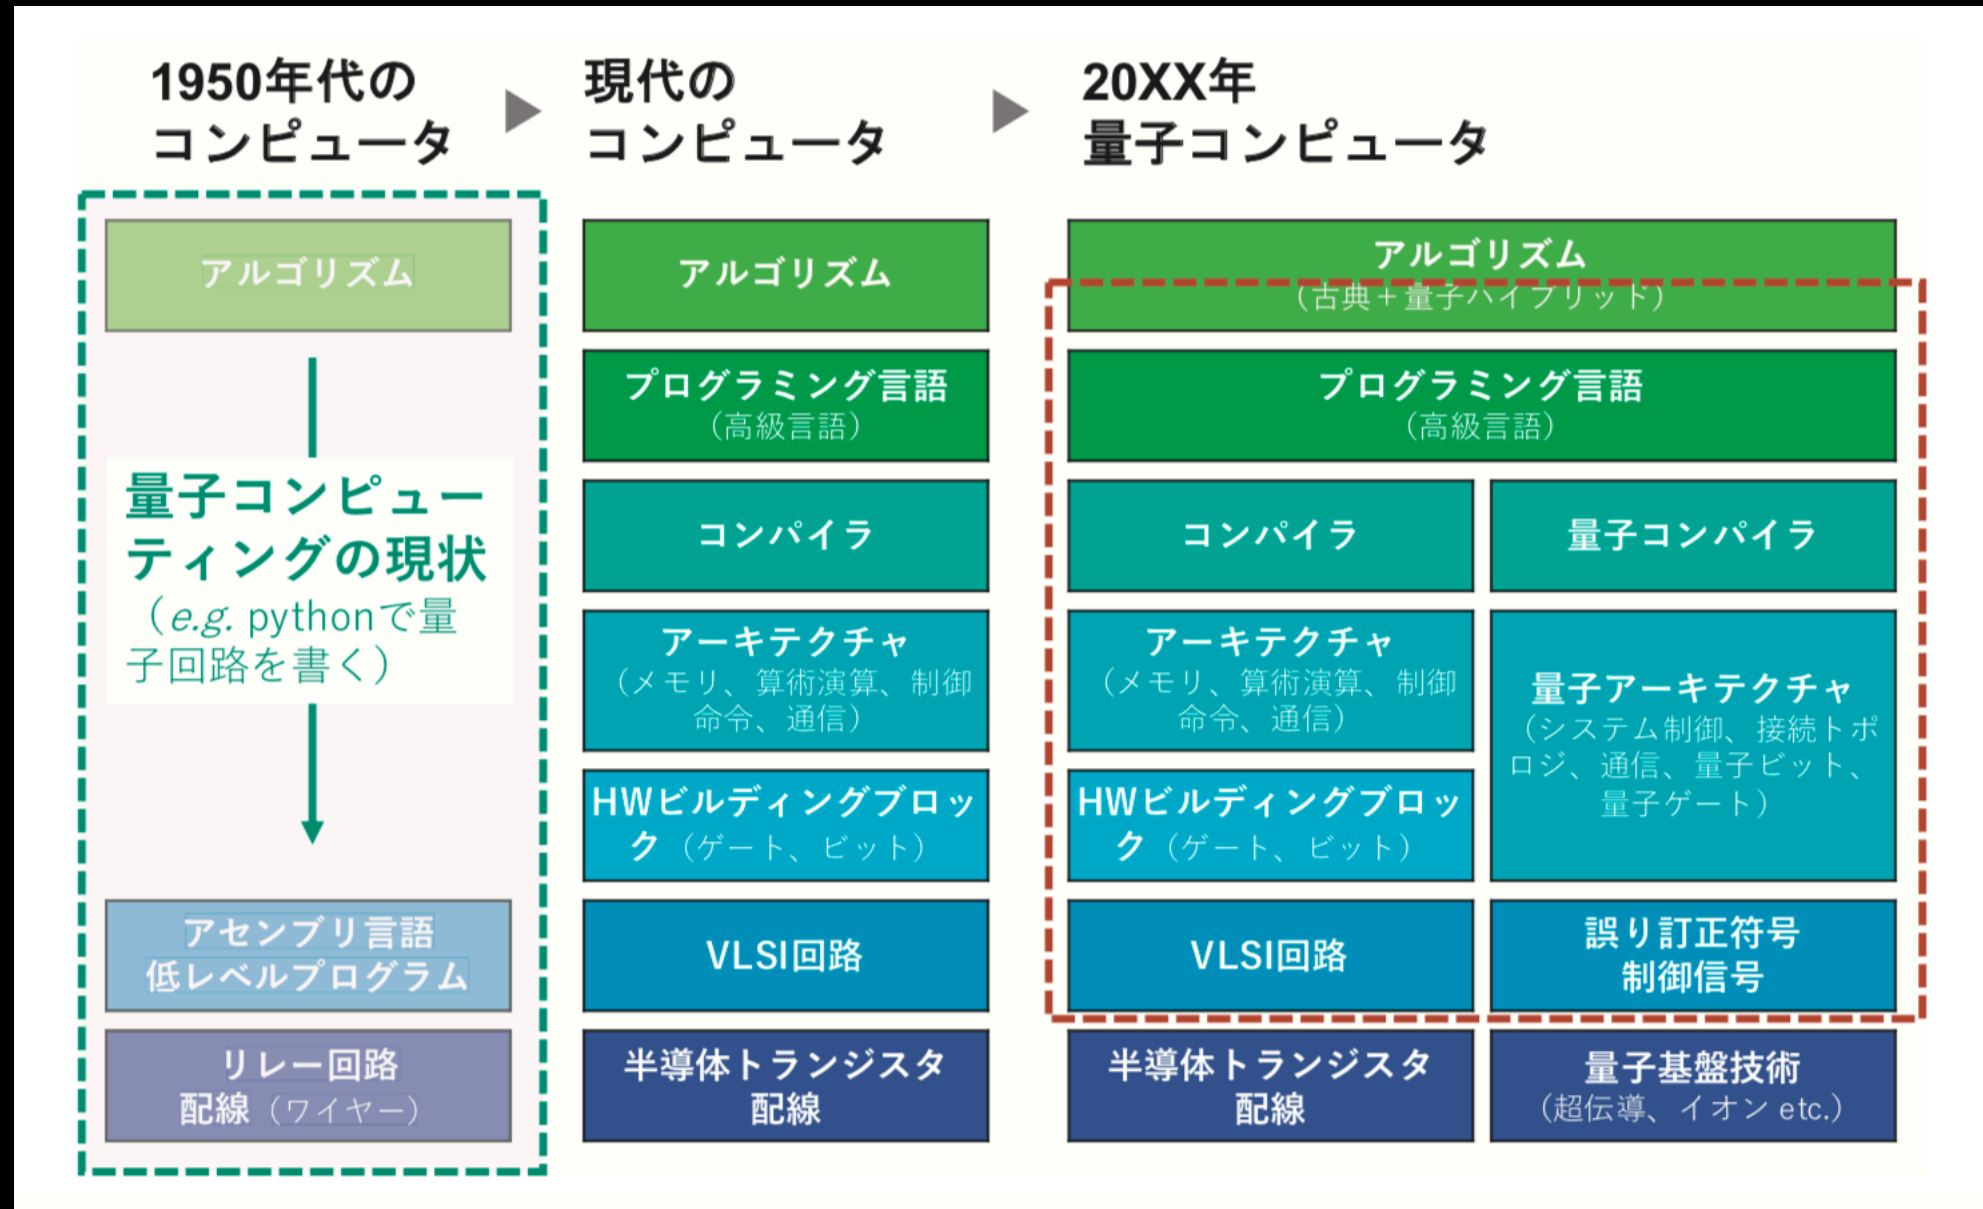 1950年代の
コンピュータ
現代の
コンピュータ
20XX年
量子コンピュータ
アルゴリズム
量子コンピュー
ティングの現状
（e.g. pythonで量
子回路を書く）
アセンブリ言語
低レベルプログラム
リレー回路
配線（ワイヤー）
アルゴリズム
プログラミング言語
（高級言語）
コンパイラ
アーキテクチャ
（メモリ、算術演算、制御
命令、通信）
HWビルディングブロッ
ク（ゲート、ビット）
VLSI回路
半導体トランジスタ
配線
アルゴリズム
（古典＋量子ハイブリッド）
プログラミング言語
（高級言語）
コンパイラ
アーキテクチャ
（メモリ、算術演算、制御
命令、通信）
HWビルディングブロッ
ク（ゲート、ビット）
VLSI回路
半導体トランジスタ
配線
量子コンパイラ
量子アーキテクチャ
（システム制御、接続トポ
ロジ、通信、量子ビット、
量子ゲート）
誤り訂正符号
制御信号
量子基盤技術
（超伝導、イオン etc.）